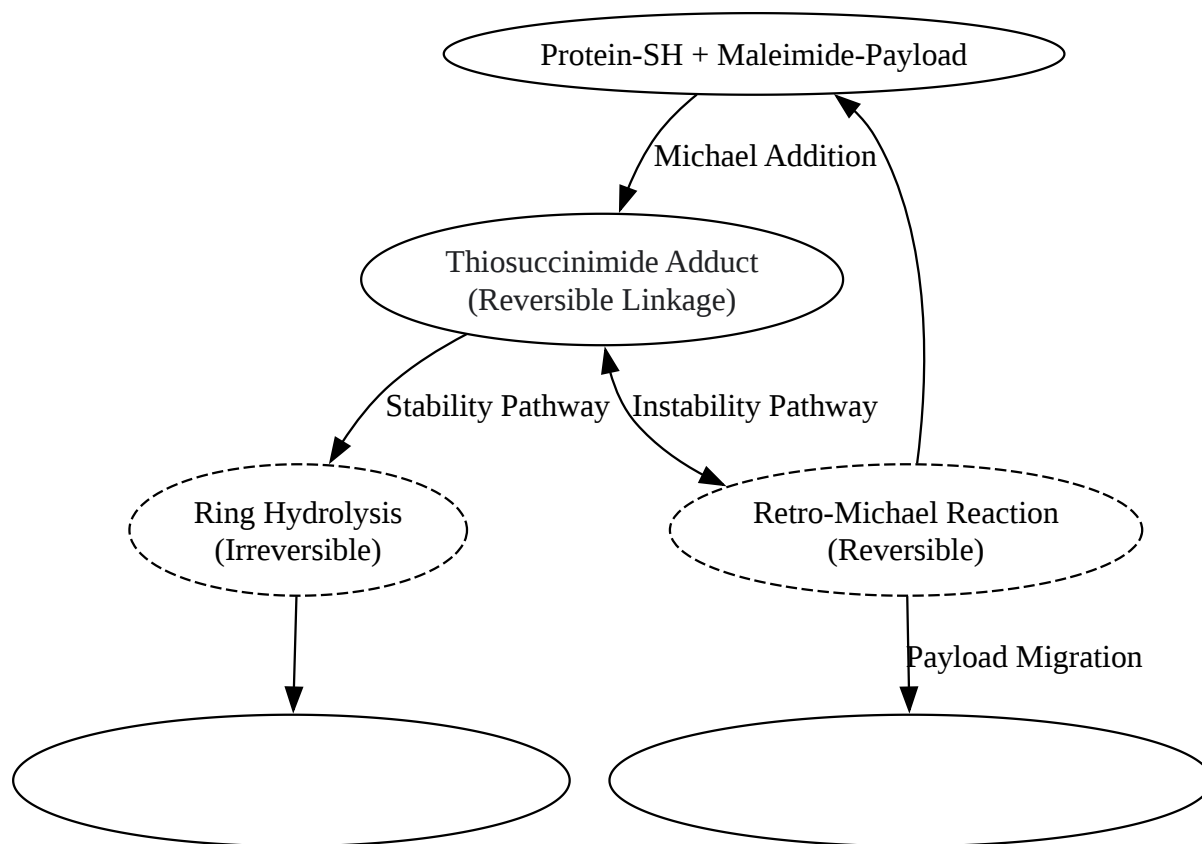 Protein-SH + Maleimide-Payload
Michael Addition
Thiosuccinimide Adduct
(Reversible Linkage)
Stability Pathway
Instability Pathway
Ring Hydrolysis
(Irreversible)
Retro-Michael Reaction
(Reversible)
Payload Migration